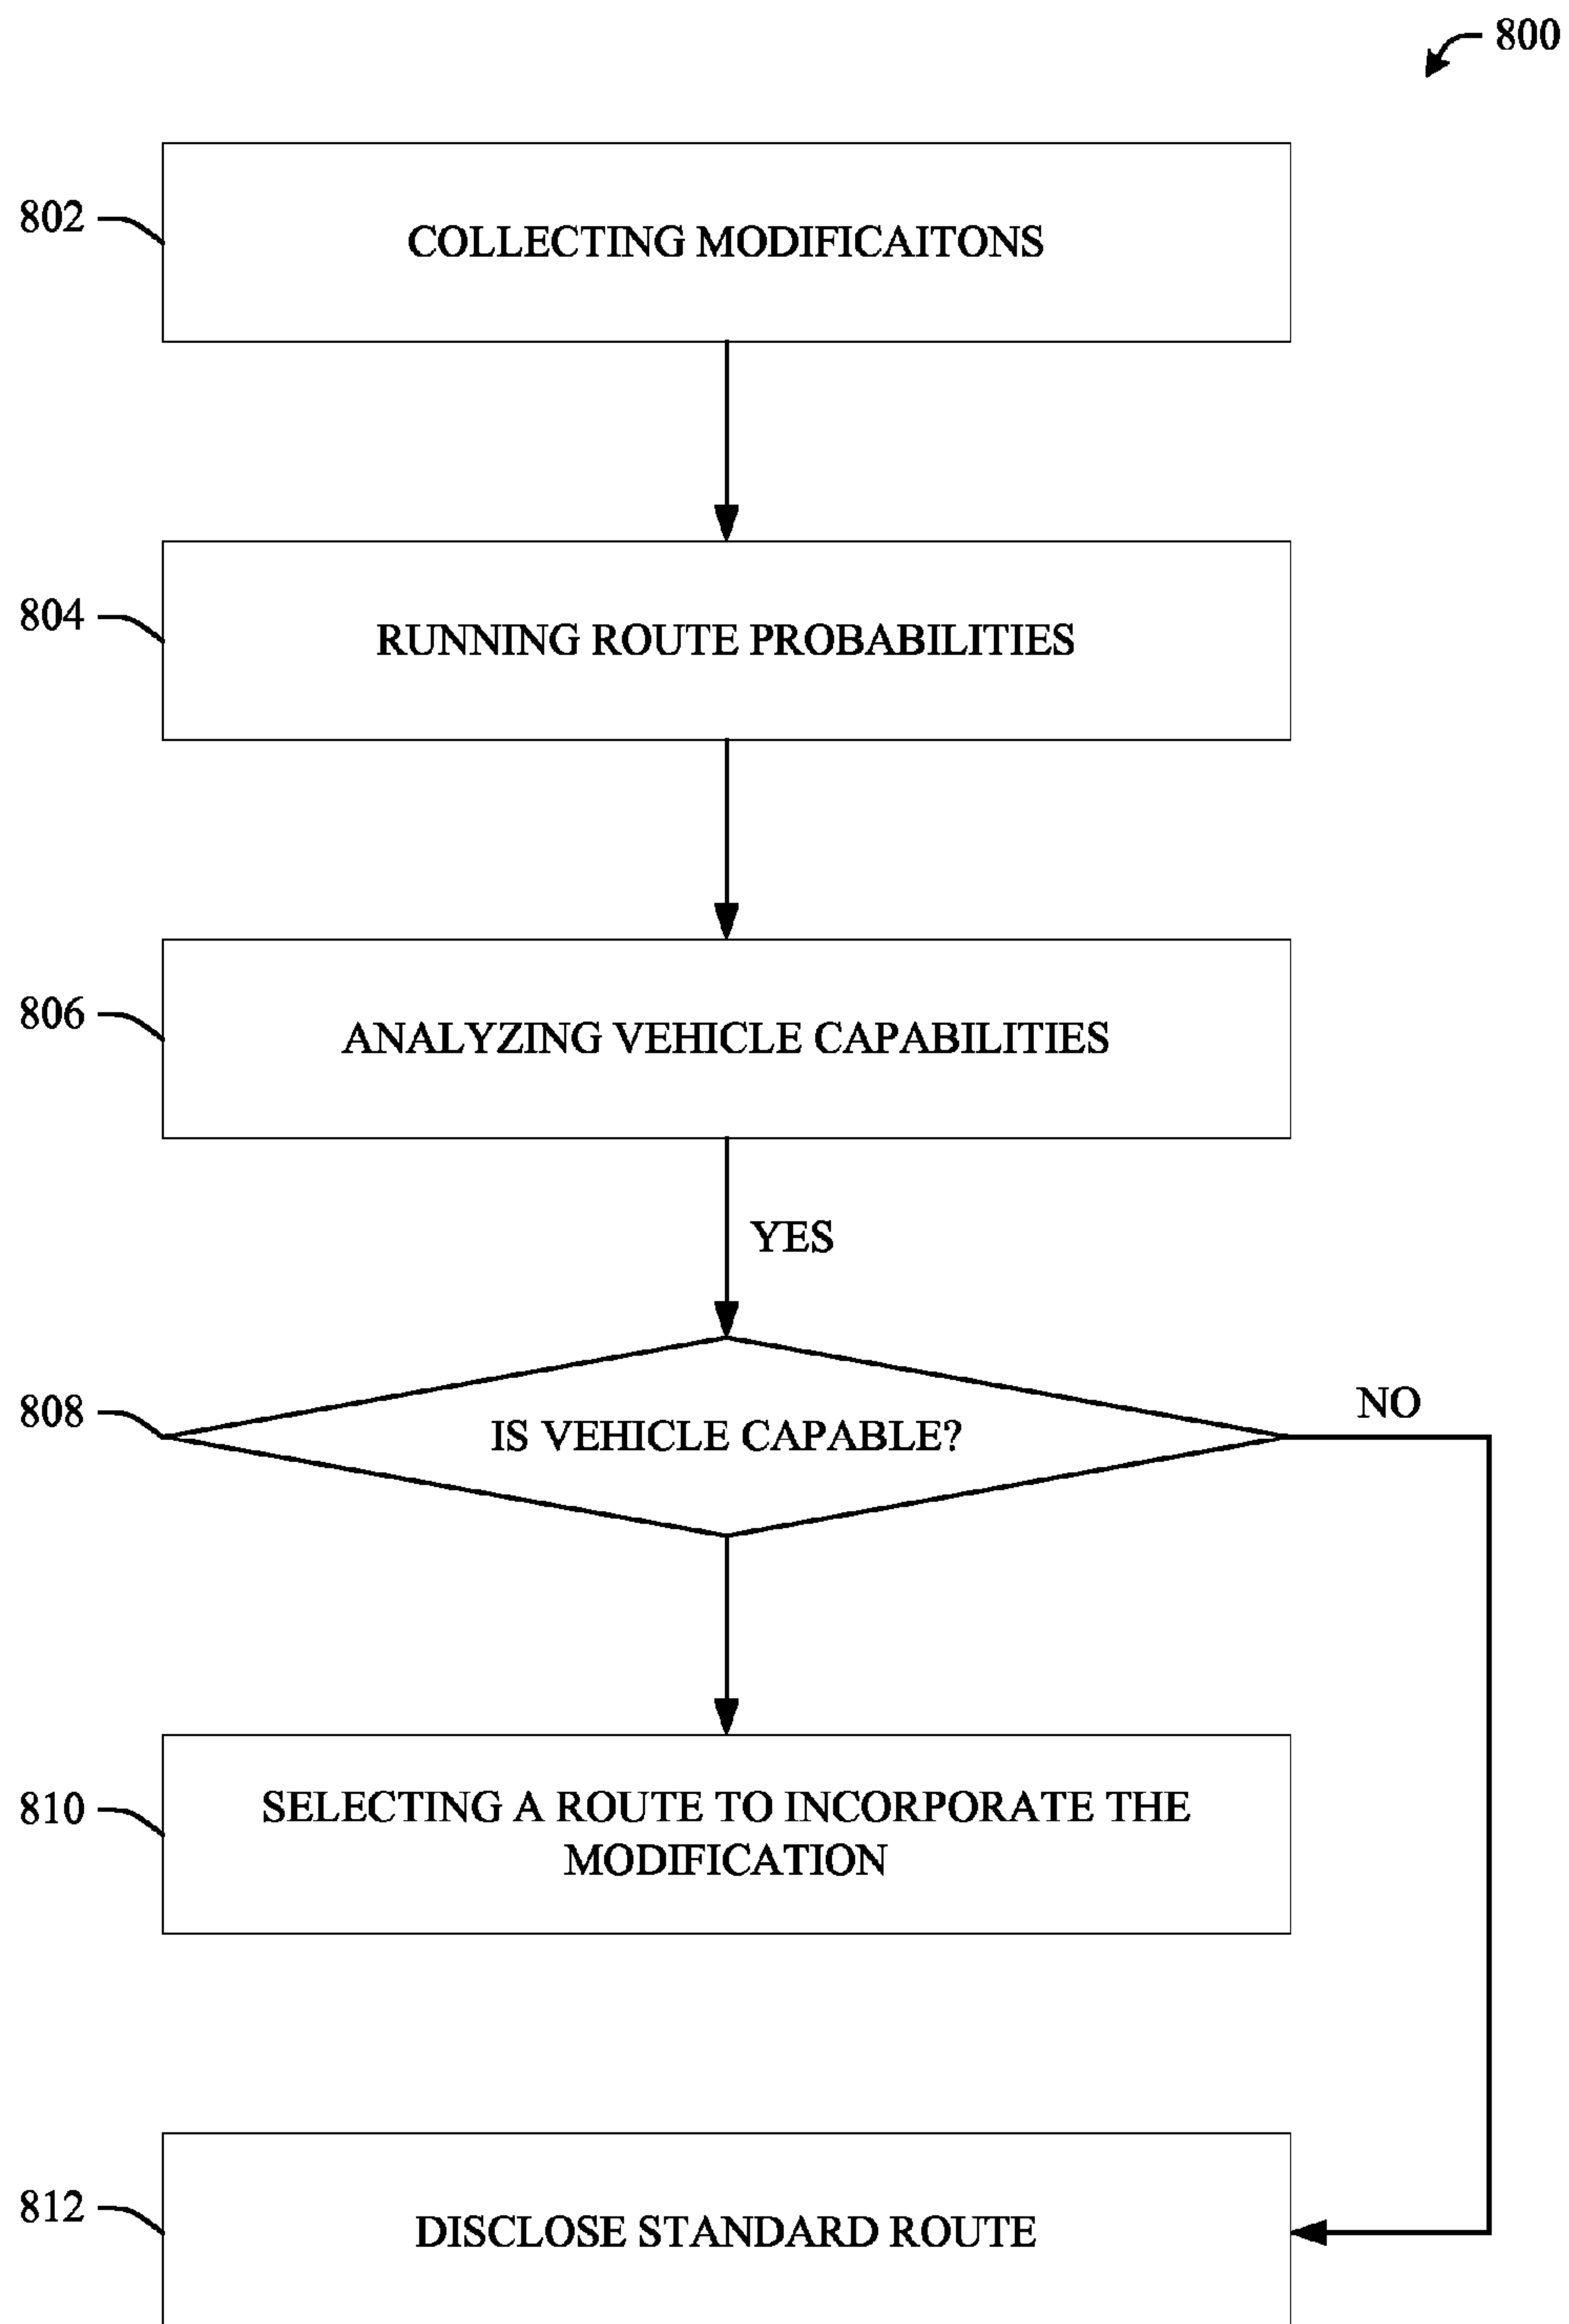 800
802
COLLECTING MODIFICAITONS
804
RUNNING ROUTE PROBABILITIES
806
ANALYZING VEHICLE CAPABILITIES
YES
808
IS VEHICLE CAPABLE?
NO
810
SELECTING A ROUTE TO INCORPORATE THE
MODIFICATION
812
DISCLOSE STANDARD ROUTE